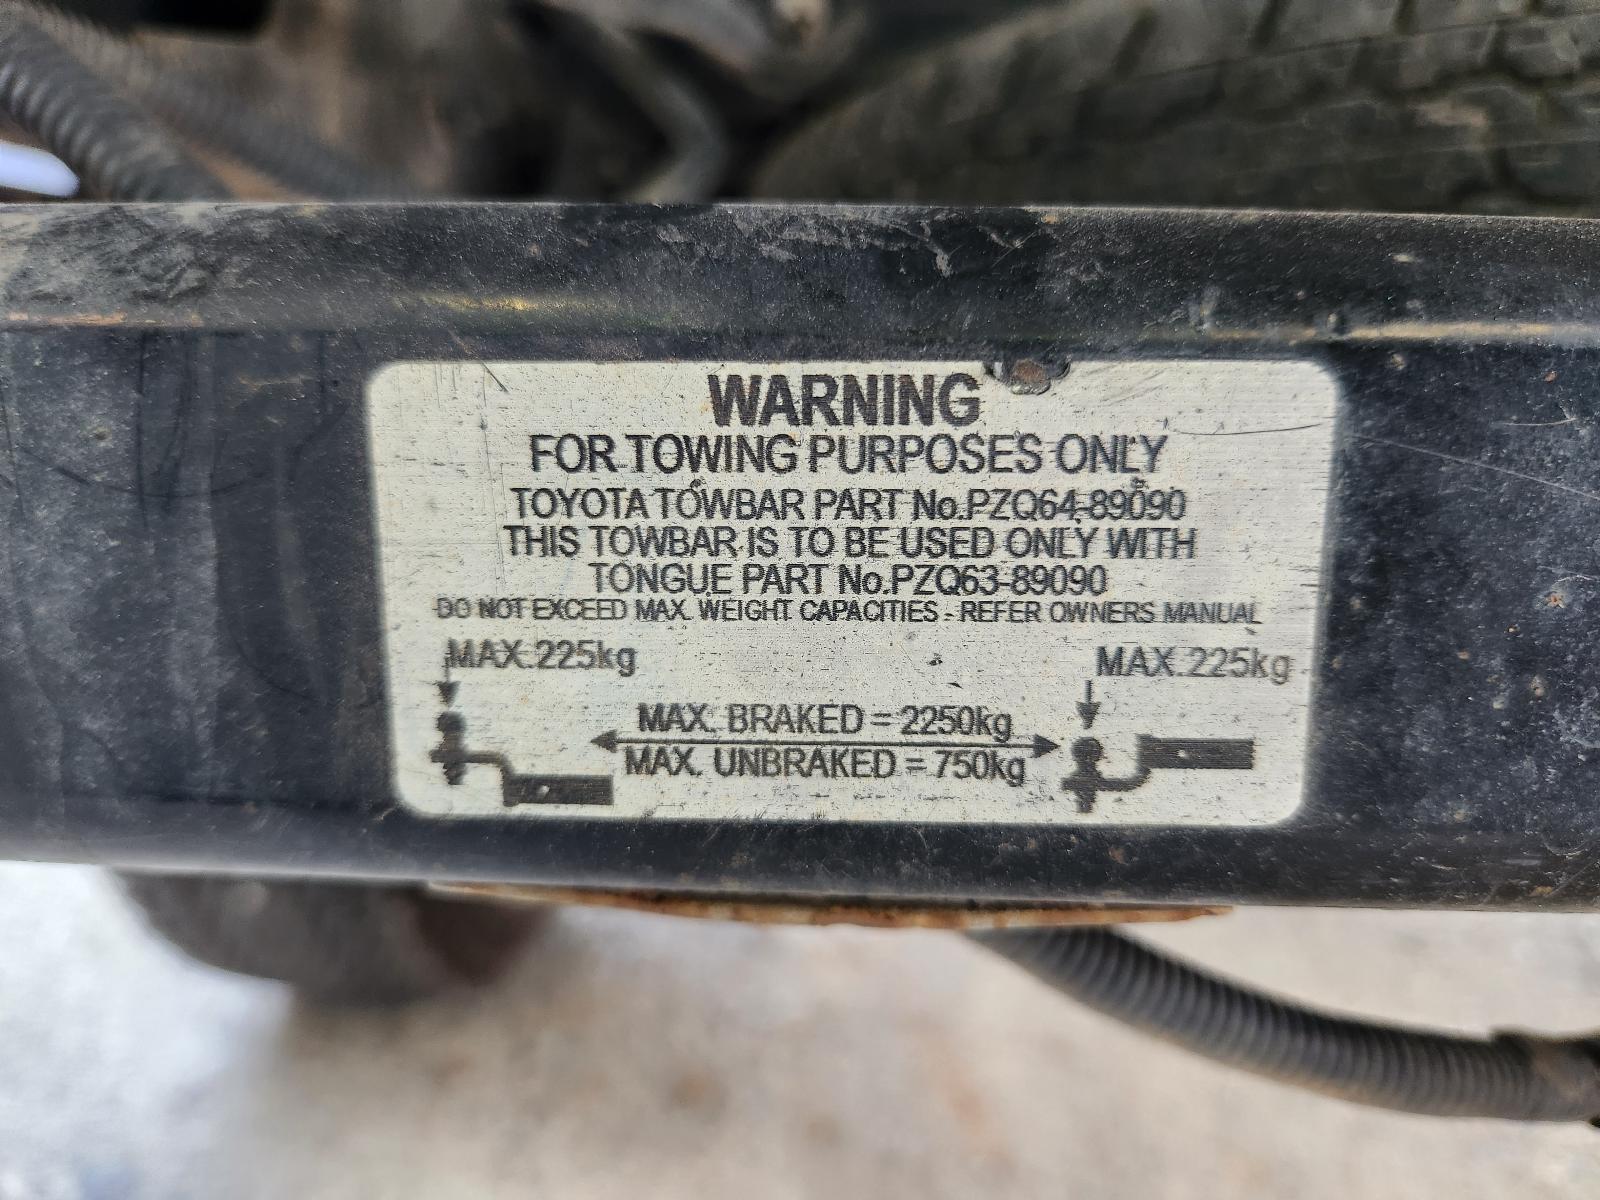 WARNING
FOR TOWING PURPOSES ONLY
TOYOTA TOWBAR PART No.PZQ64-89090
THIS TOWBAR IS TO BE USED ONLY WITH
TONGUE PART No.PZQ63-89090
DO NOT EXCEED MAX. WEIGHT CAPACITIES - REFER OWNERS MANUAL
MAX.225kg MAX.225kg
MAX. BRAKED = 2250kg
MAX. UNBRAKED = 750kg